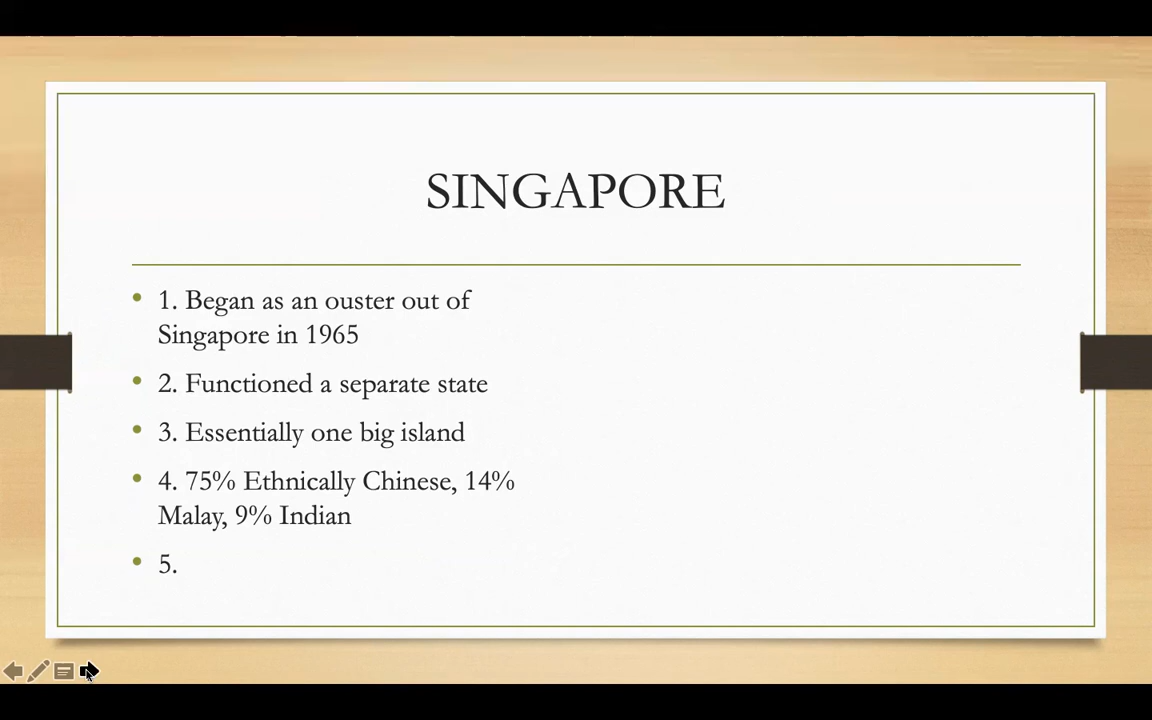 SINGAPORE
• 1. Began as an ouster out of
Singapore in 1965
• 2. Functioned a separate state
• 3. Essentially one big island
• 4. 75% Ethnically Chinese, 14%
Malay, 9% Indian
• 5.